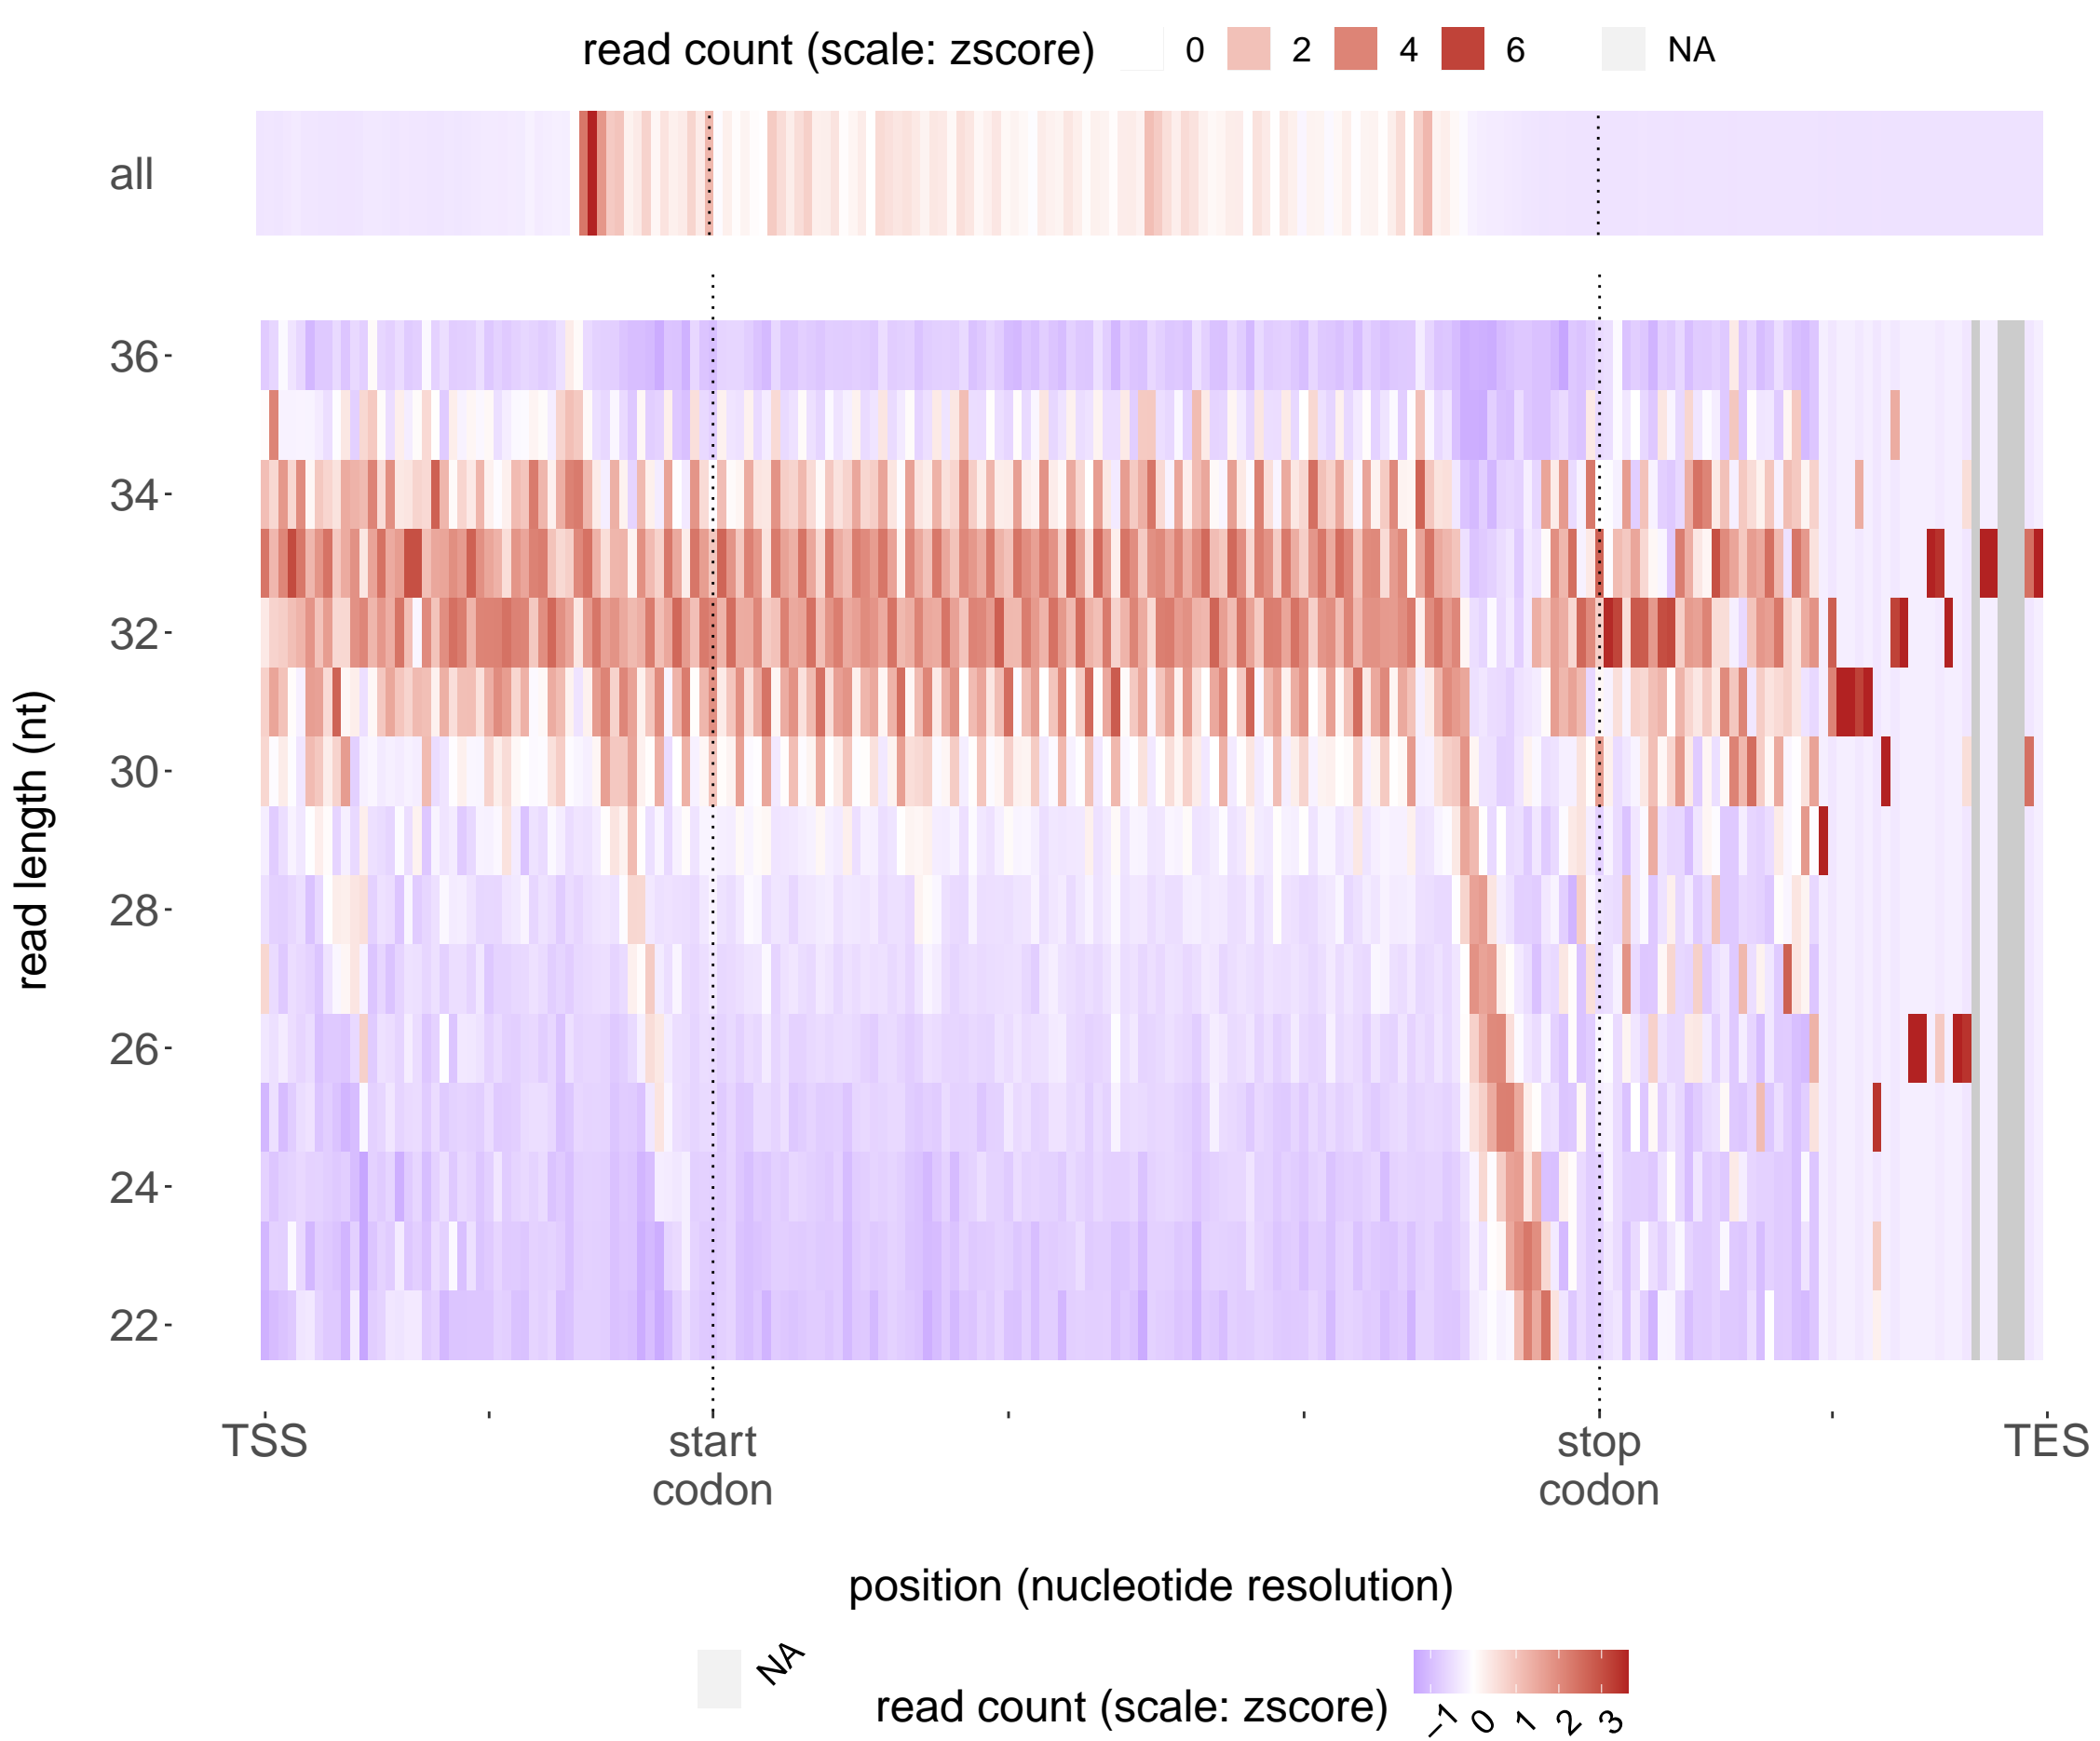 read count (scale: zscore) 0 2 4 6 NA
all
36
34
32
30
28
26
24
22
read length (nt)
TSS start codon stop codon TES
position (nucleotide resolution)
NA
read count (scale: zscore) −1 0 1 2 3